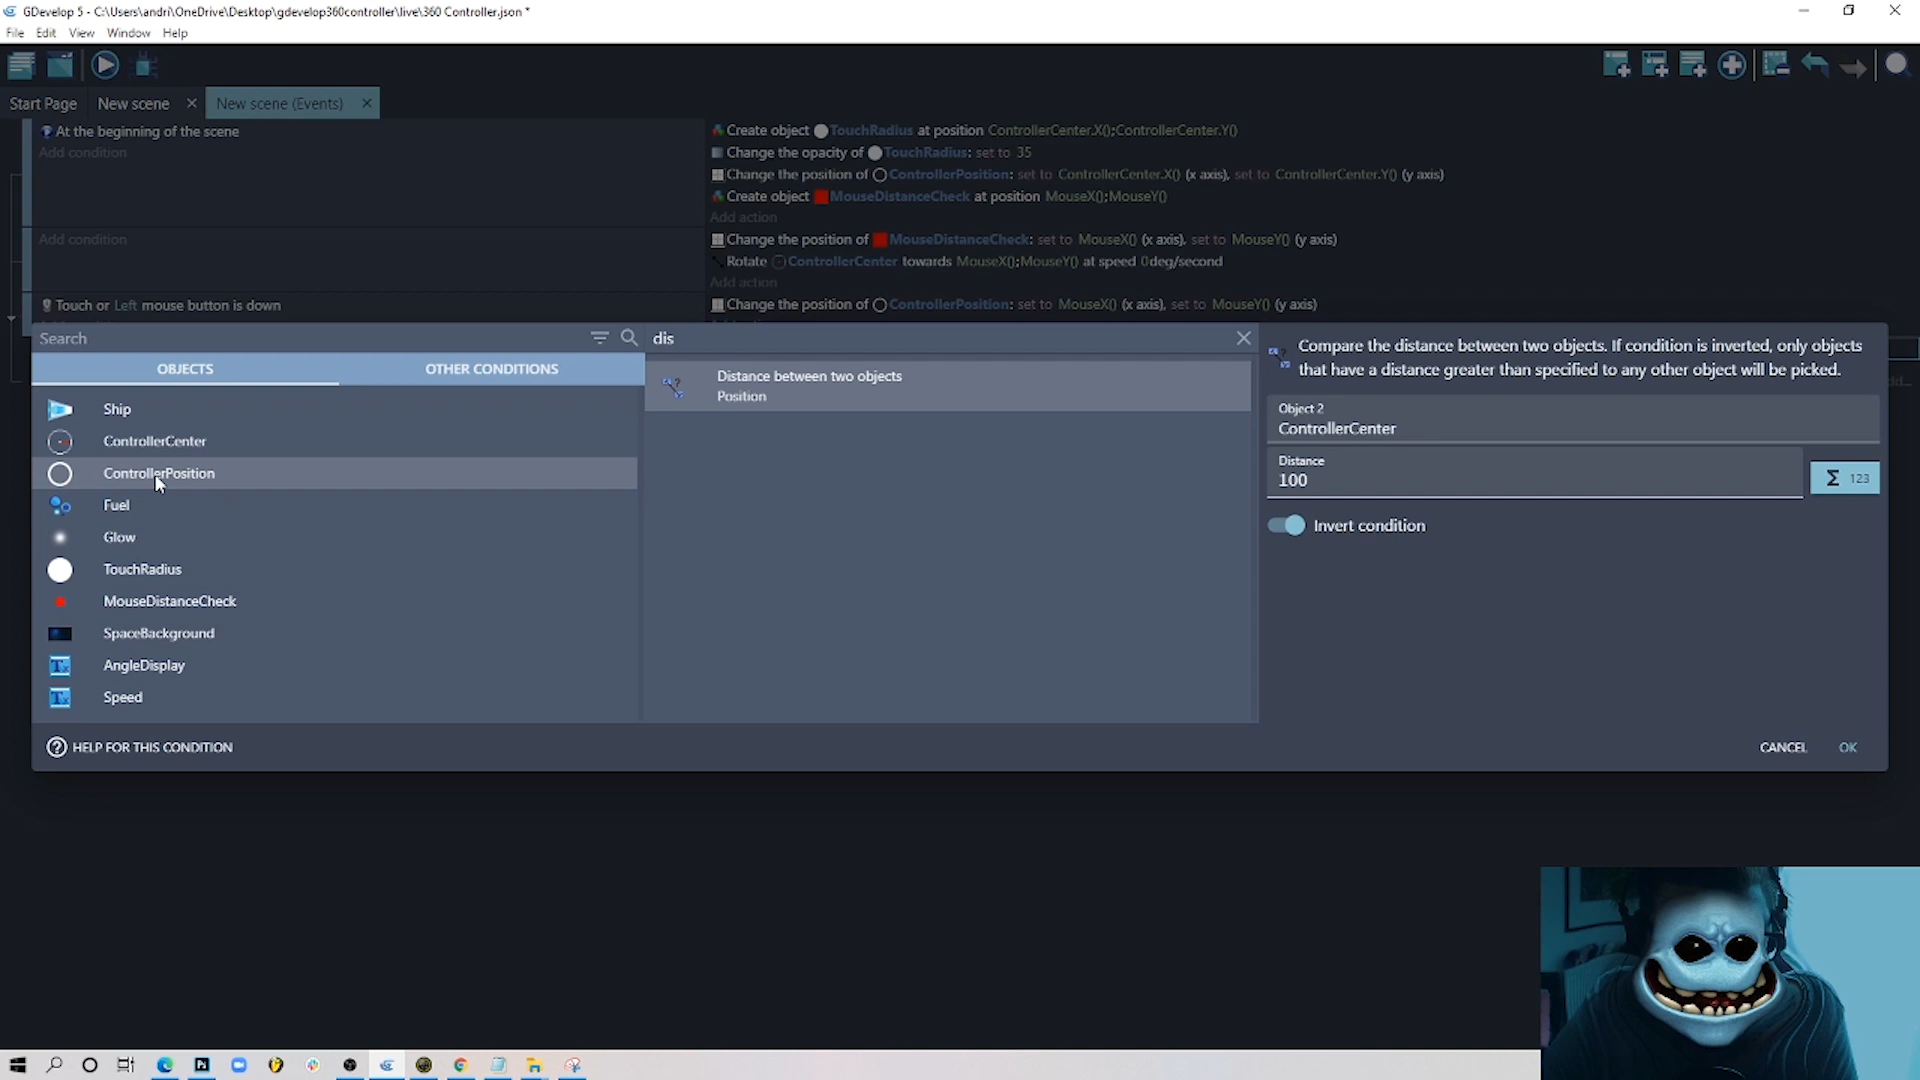 GDevelop 5 - C:\Users\andri\OneDrive\Desktop\gdevelop360controller\live\360 Controller.json *
File Edit View Window Help
Start Page New scene New scene (Events)
At the beginning of the scene
Add condition
Create object TouchRadius at position ControllerCenter.X();ControllerCenter.Y()
Change the opacity of TouchRadius: set to 35
Change the position of ControllerPosition: set to ControllerCenter.X() (x axis), set to ControllerCenter.Y() (y axis)
Create object MouseDistanceCheck at position MouseX();MouseY()
Add action
Add condition
Change the position of MouseDistanceCheck: set to MouseX() (x axis), set to MouseY() (y axis)
Rotate ControllerCenter towards MouseX();MouseY() at speed 0deg/second
Add action
Touch or Left mouse button is down
Change the position of ControllerPosition: set to MouseX() (x axis), set to MouseY() (y axis)
Search
OBJECTS OTHER CONDITIONS
Ship
ControllerCenter
ControllerPosition
Fuel
Glow
TouchRadius
MouseDistanceCheck
SpaceBackground
AngleDisplay
Speed
dis
Distance between two objects
Position
Compare the distance between two objects. If condition is inverted, only objects
that have a distance greater than specified to any other object will be picked.
Object 2
ControllerCenter
Distance
100
Σ 123
Invert condition
HELP FOR THIS CONDITION
CANCEL OK